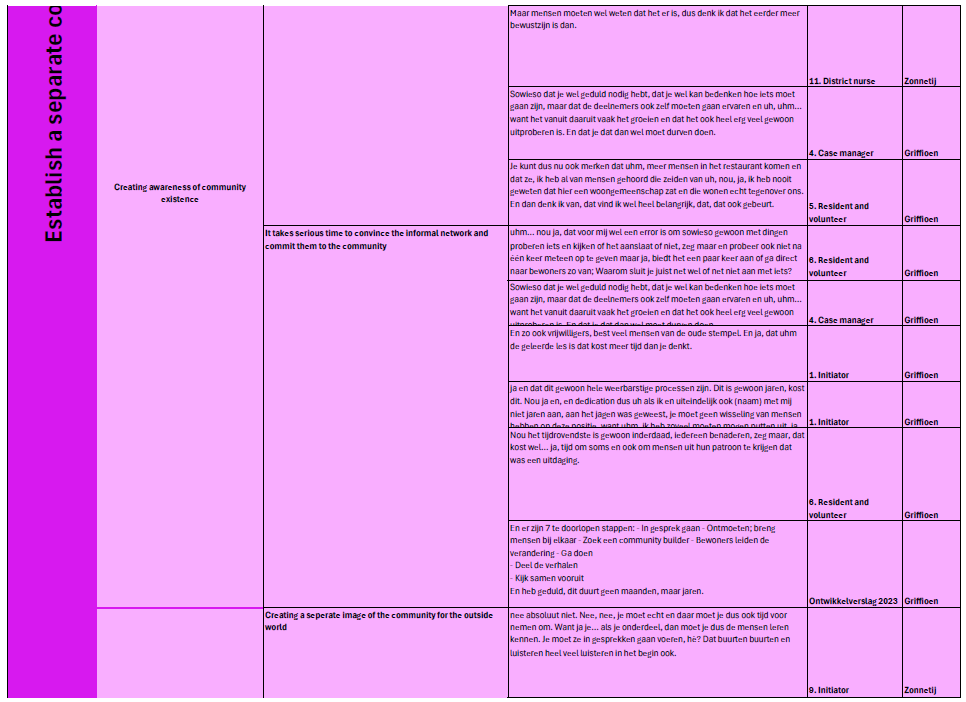 Establish a separate co
Creating awareness of community
existence
Maar mensen moeten wel weten dat het er is, dus denk ik dat het eerder meer
bewustzijn is dan.
11. District nurse
Zonnetij
Sowieso dat je wel geduld nodig hebt, dat je wel kan bedenken hoe iets moet
gaan zijn, maar dat de deelnemers ook zelf moeten gaan ervaren en uh, uhm...
want het vanuit daaruit vaak het groeien en dat het ook heel erg veel gewoon
uitproberen is. En dat je dat dan wel moet durven doen.
4. Case manager
Griffioen
Je kunt dus nu ook merken dat uhm, meer mensen in het restaurant komen en
dat ze, ik heb al van mensen gehoord die zeiden van uh, nou, ja, ik heb nooit
geweten dat hier een woongemeenschap zat en die wonen echt tegenover ons.
En dan denk ik van, dat vind ik wel heel belangrijk, dat, dat ook gebeurt.
5. Resident and
volunteer
Griffioen
It takes serious time to convince the informal network and
commit them to the community
uhm... nou ja, dat voor mij wel een error is om sowieso gewoon met dingen
proberen iets en kijken of het aanslaat of niet, zeg maar en probeer ook niet na
één keer meteen op te geven maar ja, biedt het een paar keer aan of ga direct
naar bewoners zo van; Waarom sluit je juist net wel of net niet aan met iets?
6. Resident and
volunteer
Griffioen
Sowieso dat je wel geduld nodig hebt, dat je wel kan bedenken hoe iets moet
gaan zijn, maar dat de deelnemers ook zelf moeten gaan ervaren en uh, uhm...
want het vanuit daaruit vaak het groeien en dat het ook heel erg veel gewoon
uitproberen is. En dat je dat dan wel moet durven doen.
4. Case manager
Griffioen
En zo ook vrijwilligers, best veel mensen van de oude stempel. En ja, dat uhm
de geleerde les is dat kost meer tijd dan je denkt.
1. Initiator
Griffioen
ja en dat dit gewoon hele weerbarstige processen zijn. Dit is gewoon jaren, kost
dit. Nou ja en, en dedication dus uh als ik en uiteindelijk ook (naam) met mij
niet jaren aan, aan het jagen was geweest, je moet geen wisseling van mensen
hebben op deze positie, want uhm, ik heb zoveel moeten mogen putten uit, ja
1. Initiator
Griffioen
Nou het tijdrovendste is gewoon inderdaad, iedereen benaderen, zeg maar, dat
kost wel... ja, tijd om soms en ook om mensen uit hun patroon te krijgen dat
was een uitdaging.
6. Resident and
volunteer
Griffioen
En er zijn 7 te doorlopen stappen: - In gesprek gaan - Ontmoeten; breng
mensen bij elkaar - Zoek een community builder - Bewoners leiden de
verandering - Ga doen
- Deel de verhalen
- Kijk samen vooruit
En heb geduld, dit duurt geen maanden, maar jaren.
Ontwikkelverslag 2023
Griffioen
Creating a seperate image of the community for the outside
world
nee absoluut niet. Nee, nee, je moet echt en daar moet je dus ook tijd voor
nemen om. Want ja je... als je onderdeel, dan moet je dus de mensen leren
kennen. Je moet ze in gesprekken gaan voeren, hè? Dat buurten buurten en
luisteren heel veel luisteren in het begin ook.
9. Initiator
Zonnetij